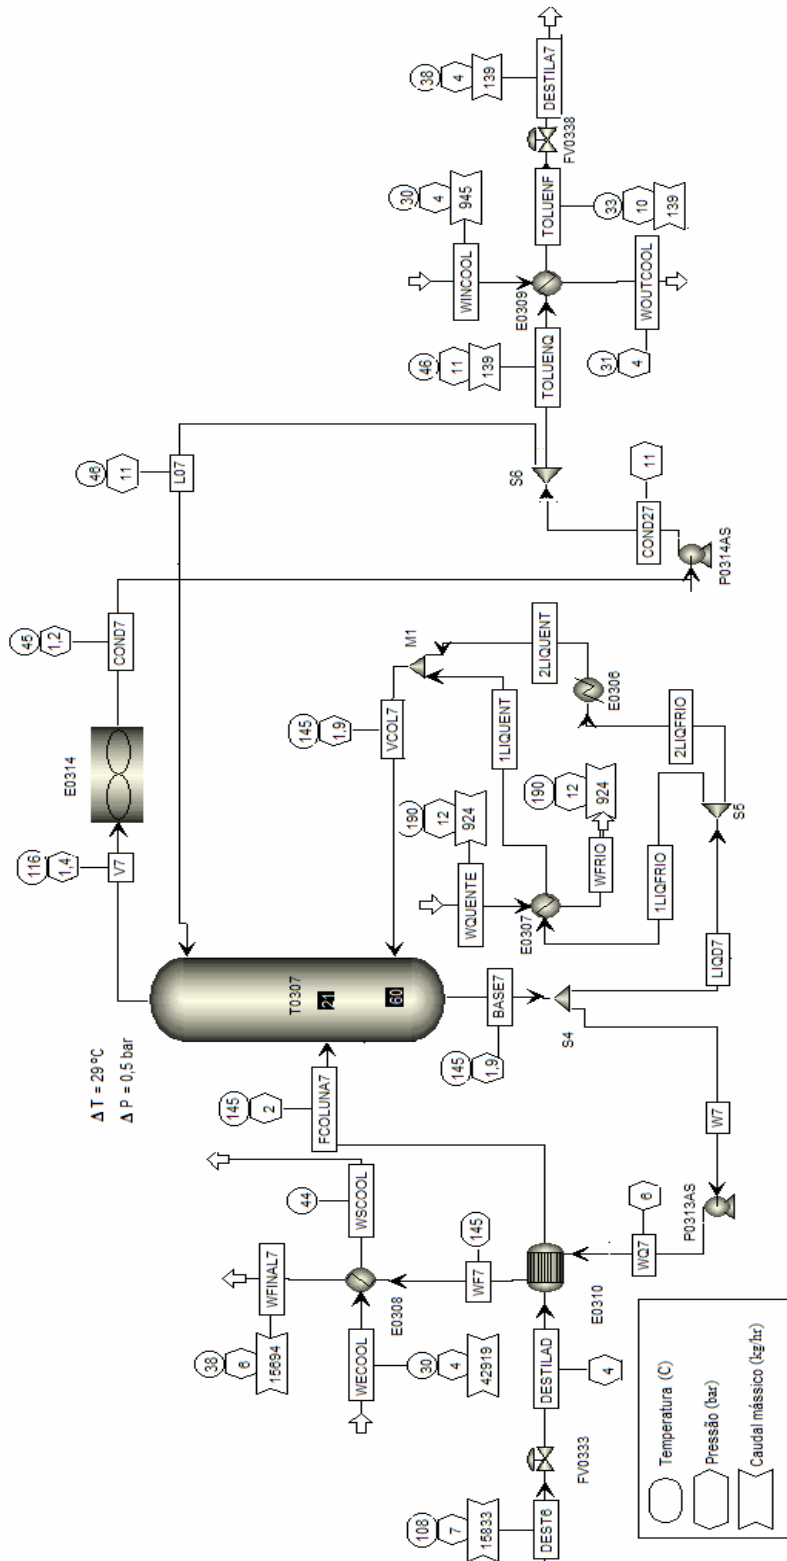 Δ T = 29 ºC
Δ P = 0,5 bar
108
7
15833
DEST6
FV0333
DESTILAD
4
E0310
WF7
145
WQ7
6
P0313AS
W7
38
6
15694
WFINAL7
WECOOL
30
4
42919
E0308
WSCOOL
44
145
2
FCOLUNA7
T0307
21
60
145
1,9
BASE7
S4
LIQD7
S5
1LIQFRIO
2LIQFRIO
E0306
2LIQUENT
M1
1LIQUENT
E0307
WQUENTE
190
12
924
WFRIO
190
12
924
VCOL7
145
1,9
V7
116
1,4
E0314
COND7
45
1,2
L07
46
11
P0314AS
COND27
11
S6
TOLUENQ
46
11
139
E0309
WINCOOL
30
4
945
WOUTCOOL
31
4
TOLUENF
33
10
139
FV0338
DESTILA7
38
4
139
Temperatura (C)
Pressão (bar)
Caudal mássico (kg/hr)